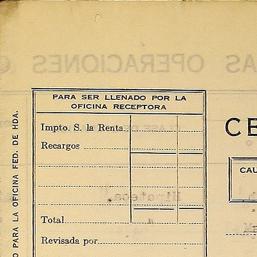 PARA SER LLENADO POR LA
OFICINA RECEPTORA
Impto. S. la Renta
Recargos
Total
Revisada por
CE
CAU
O PARA LA OFICINA FED. DE HDA.
AS OPERACIONES